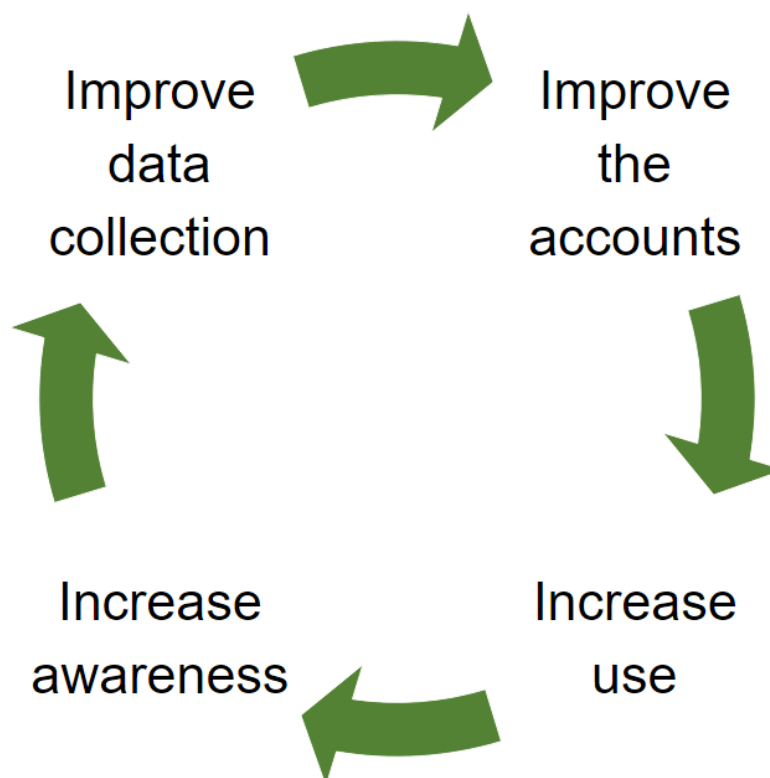 Improve
data
collection
Improve
the
accounts
Increase
use
Increase
awareness